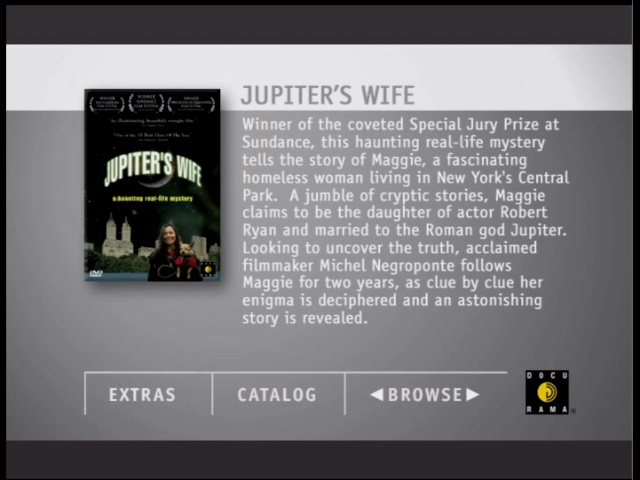 JUPITER'S WIFE
Winner of the coveted Special Jury Prize at
Sundance, this haunting real-life mystery
tells the story of Maggie, a fascinating
homeless woman living in New York's Central
Park. A jumble of cryptic stories, Maggie
claims to be the daughter of actor Robert
Ryan and married to the Roman god Jupiter.
Looking to uncover the truth, acclaimed
filmmaker Michel Negroponte follows
Maggie for two years, as clue by clue her
enigma is deciphered and an astonishing
story is revealed.
WINNER WINNER WINNER
JUPITER'S WIFE
a haunting real-life mystery
DVD
EXTRAS CATALOG ◀BROWSE▶
DOCU
RAMA®